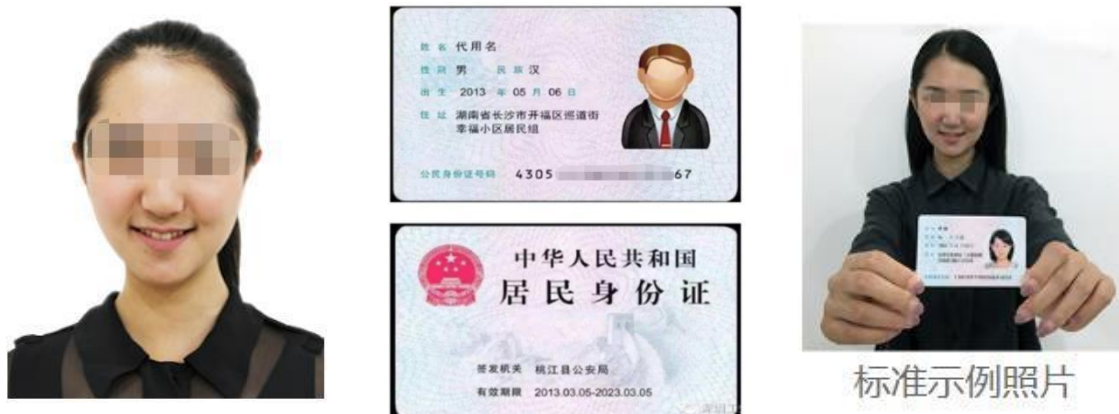 姓名 代用名
性别 男 民族 汉
出生 2013 年 05 月 06 日
住址 湖南省长沙市开福区巡道街
幸福小区居民组
公民身份证号码 4305 67
中华人民共和国
居民身份证
签发机关 桃江县公安局
有效期限 2013.03.05-2023.03.05
标准示例照片